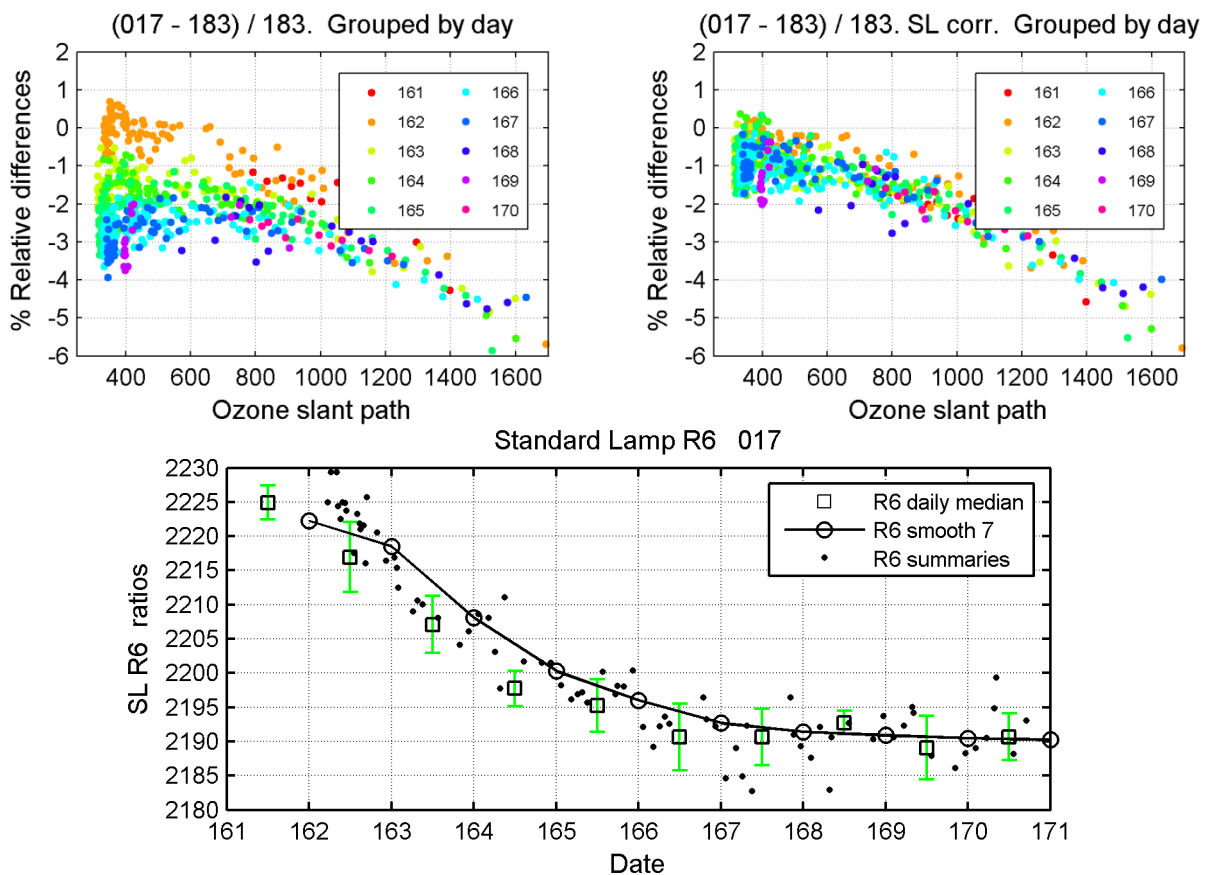 (017 - 183) / 183.  Grouped by day
2
1
0
-1
-2
-3
-4
-5
-6
% Relative differences
161 166
162 167
163 168
164 169
165 170
400 600 800 1000 1200 1400 1600
Ozone slant path
(017 - 183) / 183. SL corr.  Grouped by day
2
1
0
-1
-2
-3
-4
-5
-6
% Relative differences
161 166
162 167
163 168
164 169
165 170
400 600 800 1000 1200 1400 1600
Ozone slant path
Standard Lamp R6   017
2230
2225
2220
2215
2210
2205
2200
2195
2190
2185
2180
SL R6  ratios
R6 daily median
R6 smooth 7
R6 summaries
161 162 163 164 165 166 167 168 169 170 171
Date